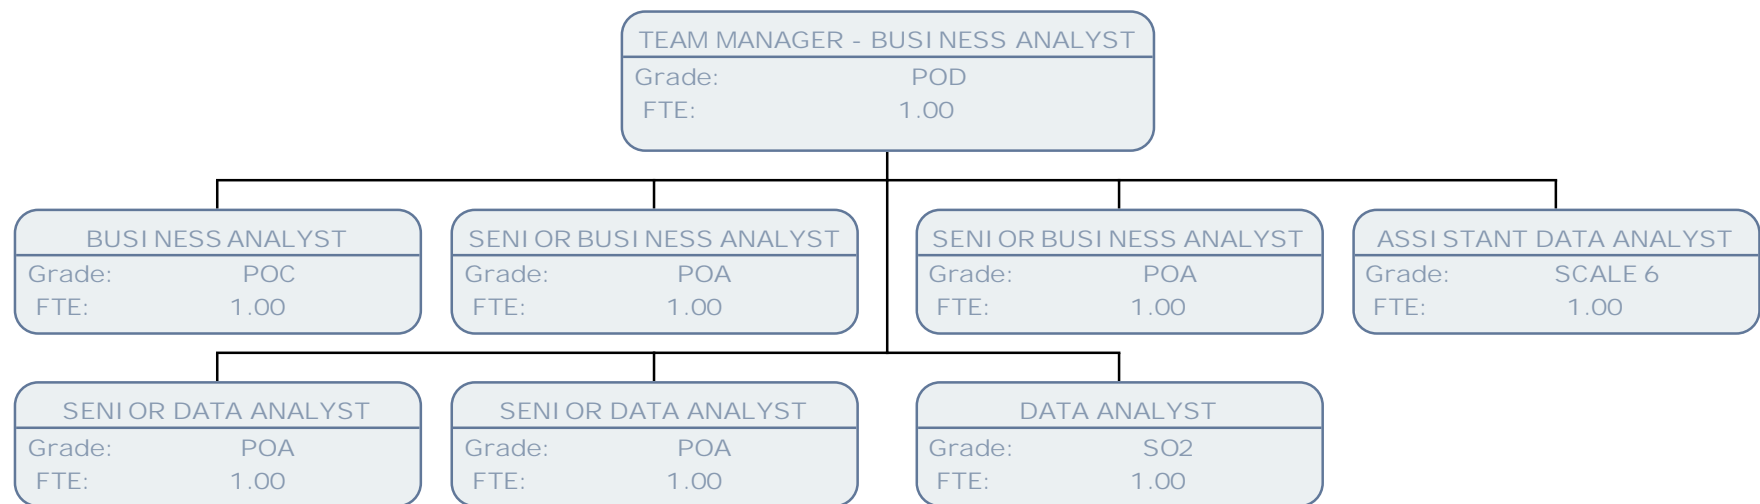 TEAM MANAGER - BUSINESS ANALYST
Grade: POD
FTE: 1.00
BUSINESS ANALYST
Grade: POC
FTE: 1.00
SENIOR BUSINESS ANALYST
Grade: POA
FTE: 1.00
SENIOR BUSINESS ANALYST
Grade: POA
FTE: 1.00
ASSISTANT DATA ANALYST
Grade: SCALE 6
FTE: 1.00
SENIOR DATA ANALYST
Grade: POA
FTE: 1.00
SENIOR DATA ANALYST
Grade: POA
FTE: 1.00
DATA ANALYST
Grade: SO2
FTE: 1.00